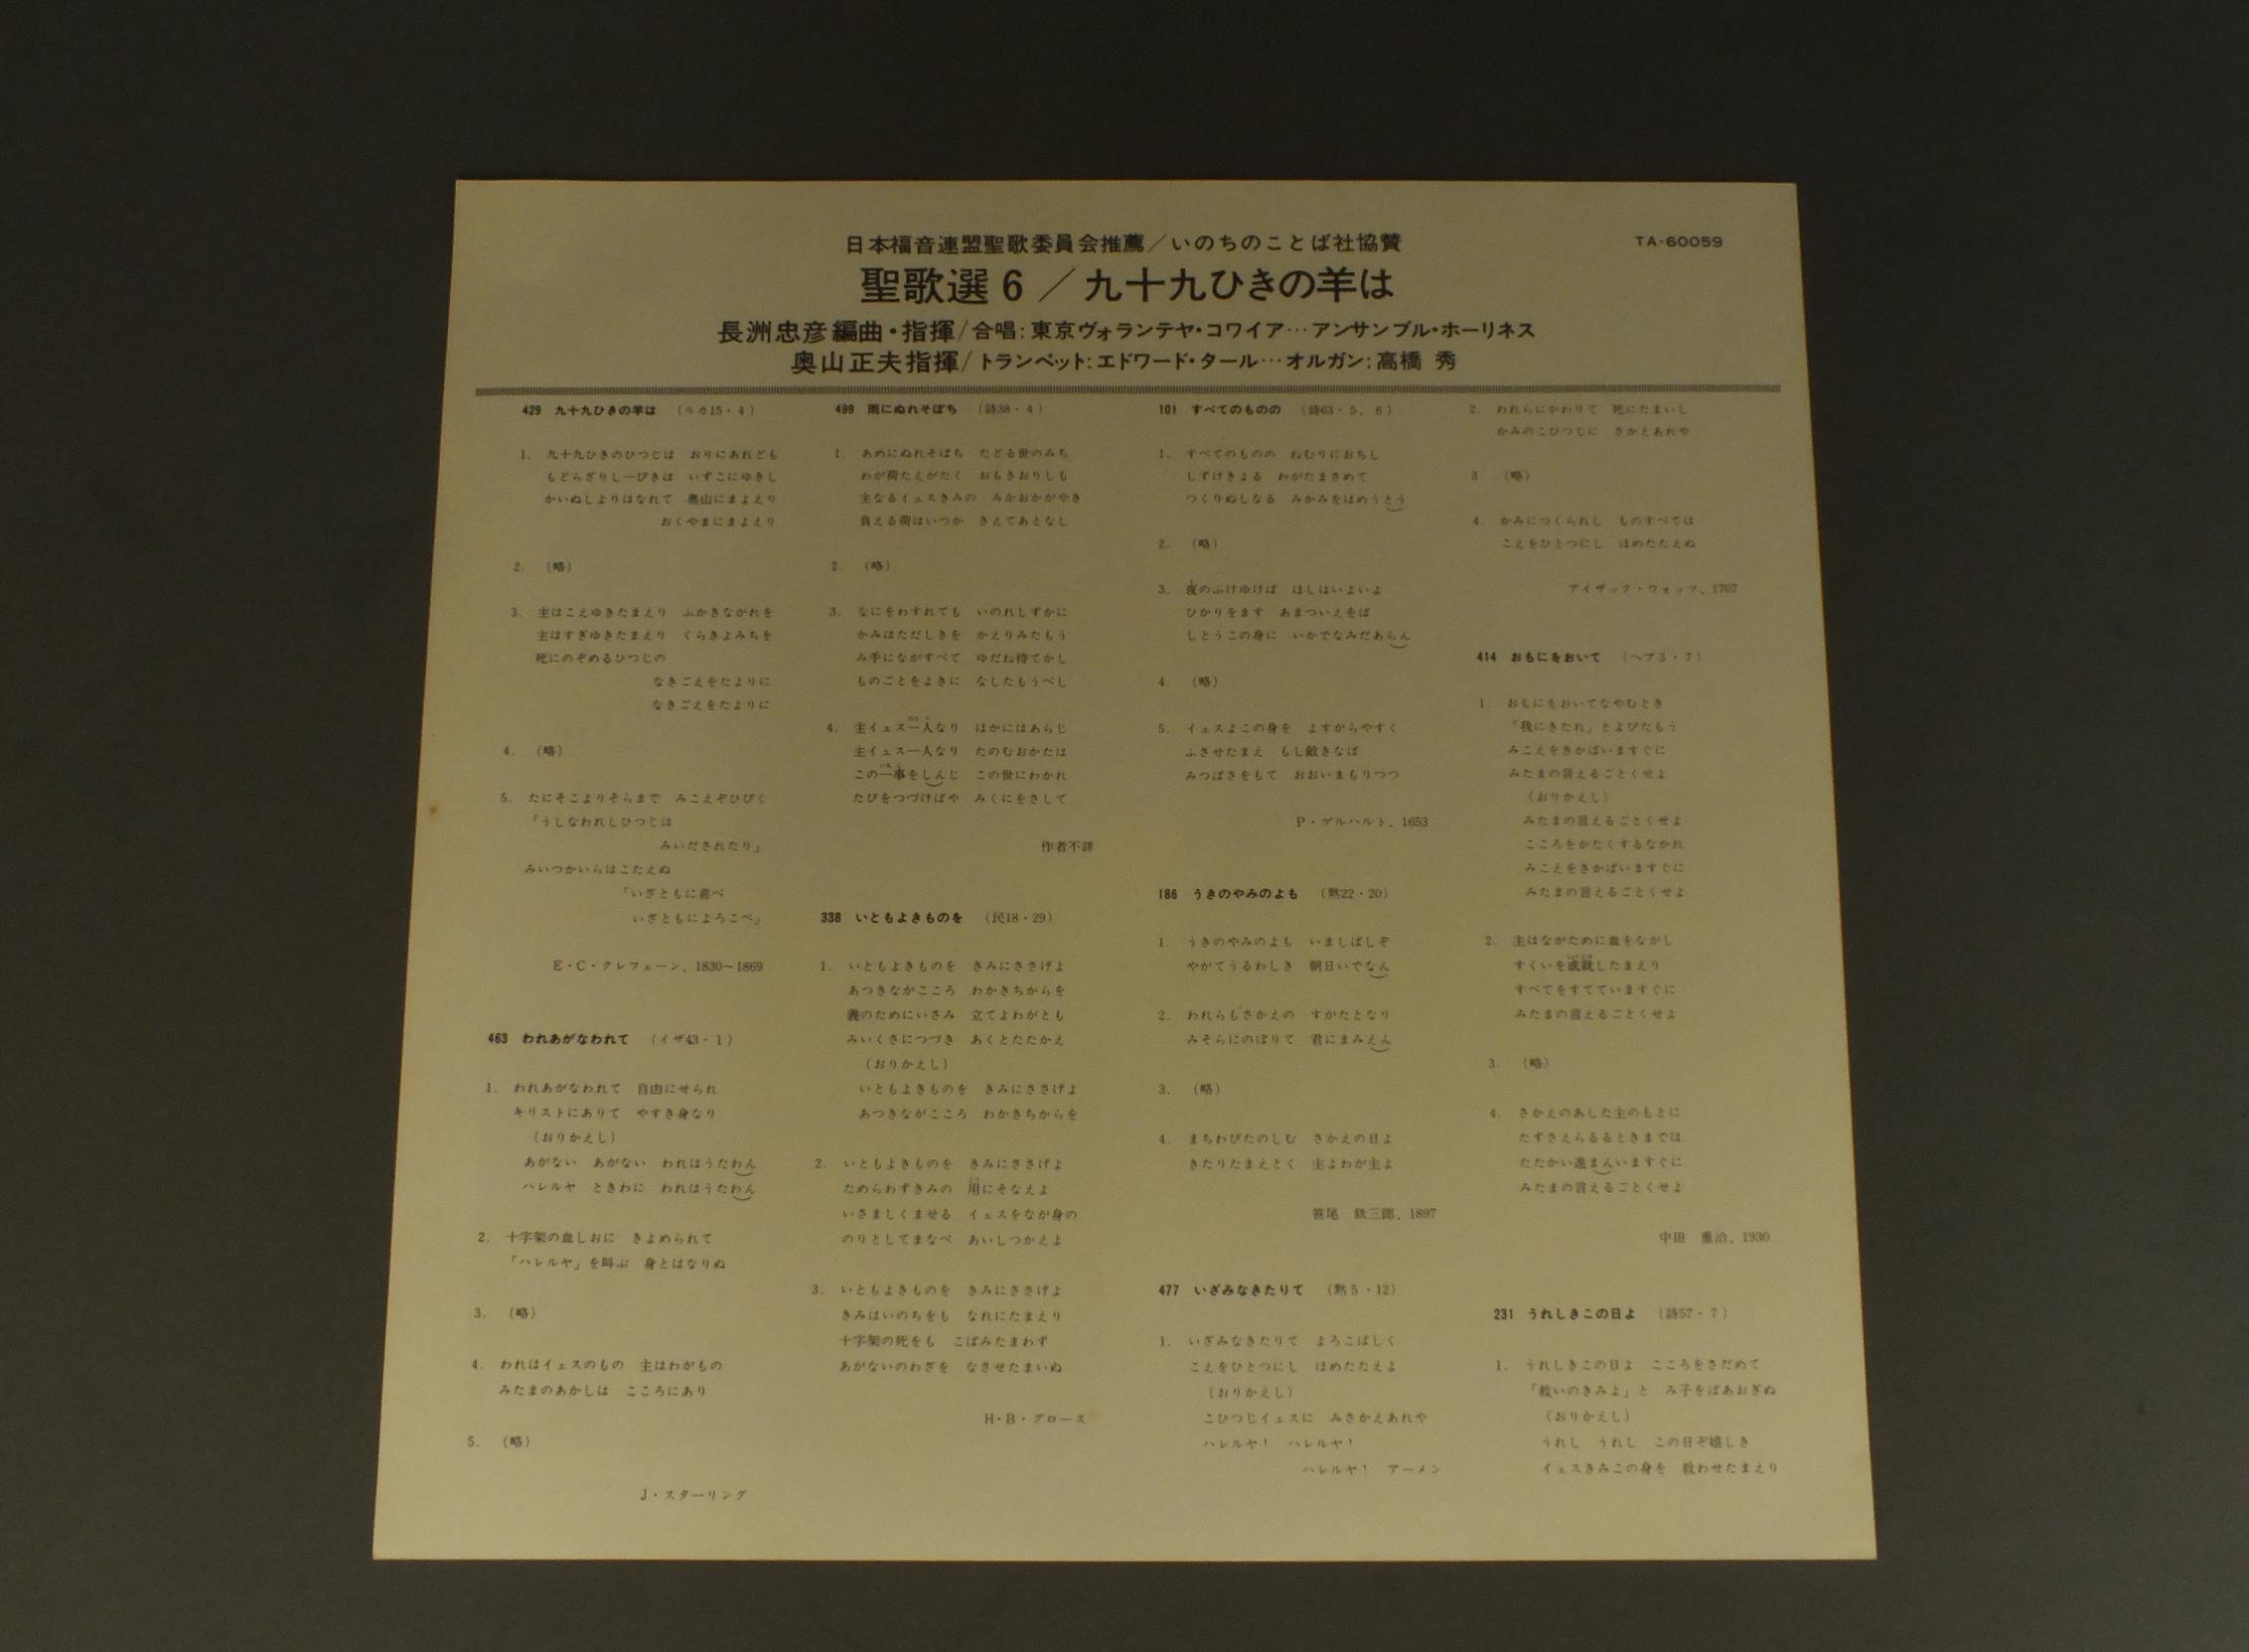 日本福音連盟聖歌委員会推薦／いのちのことば社協賛
TA-60059
聖歌選6／九十九ひきの羊は
長洲忠彦編曲・指揮/合唱:東京ヴォランテヤ・コワイア…アンサンブル・ホーリネス
奥山正夫指揮/トランペット:エドワード・タール…オルガン:高橋 秀
429 九十九ひきの羊は （ルカ15・4）
1. 九十九ひきのひつじは おりにあれども
もどらざりし一ぴきは いずこにゆきし
かいぬしよりはなれて 奥山にまよえり
おくやまにまよえり
2. （略）
3. 主はこえゆきたまえり ふかきながれを
主はすぎゆきたまえり くらきよみちを
死にのぞめるひつじの
なきごえをたよりに
なきごえをたよりに
4. （略）
5. たにそこよりそらまで みこえぞひびく
「うしなわれしひつじは
みいだされたり」
みいつかいらはこたえぬ
「いざともに喜べ
いざともによろこべ」
E・C・クレフェーン、1830～1869
463 われあがなわれて （イザ43・1）
1. われあがなわれて 自由にせられ
キリストにありて やすき身なり
（おりかえし）
あがない あがない われはうたわん
ハレルヤ ときわに われはうたわん
2. 十字架の血しおに きよめられて
「ハレルヤ」を叫ぶ 身とはなりぬ
3. （略）
4. われはイエスのもの 主はわがもの
みたまのあかしは こころにあり
5. （略）
J・スターリング
499 雨にぬれそぼち （詩38・4）
1. あめにぬれそぼち たどる世のみち
わが荷たえがたく おもきおりしも
主なるイェスきみの みかおかがやき
負える荷はいつか きえてあとなし
2. （略）
3. なにをわすれても いのれしずかに
かみはただしきを かえりみたもう
み手にながすべて ゆだね待てかし
ものごとをよきに なしたもうべし
4. 主イェス一人なり ほかにはあらじ
主イェス一人なり たのむおかたは
この一事をしんじ この世にわかれ
たびをつづけばや みくにをさして
作者不詳
338 いともよきものを （民18・29）
1. いともよきものを きみにささげよ
あつきながこころ わかきちからを
義のためにいさみ 立てよわがとも
みいくさにつづき あくとたたかえ
（おりかえし）
いともよきものを きみにささげよ
あつきながこころ わかきちからを
2. いともよきものを きみにささげよ
ためらわずきみの 用にそなえよ
いさましくませる イェスをなが身の
のりとしてまなべ あいしつかえよ
3. いともよきものを きみにささげよ
きみはいのちをも なれにたまえり
十字架の死をも こばみたまわず
あがないのわざを なさせたまいぬ
H・B・グロース
101 すべてのものの （詩63・5、6）
1. すべてのものの ねむりにおちし
しずけきよる わがたまさめて
つくりぬしなる みかみをほめうとう
2. （略）
3. 夜のふけゆけば ほしはいよいよ
ひかりをます あまついえをば
しとうこの身に いかでなみだあらん
4. （略）
5. イェスよこの身を よすがらやすく
ふさせたまえ もし敵きなば
みつばさをもて おおいまもりつつ
P・ゲルハルト、1653
186 うきのやみのよも （黙22・20）
1. うきのやみのよも いましばしぞ
やがてうるわしき 朝日いでなん
2. われらもさかえの すがたとなり
みそらにのぼりて 君にまみえん
3. （略）
4. まちわびたのしむ さかえの日よ
きたりたまえとく 主よわが主よ
笹尾 鉄三郎、1897
477 いざみなきたりて （黙5・12）
1. いざみなきたりて よろこばしく
こえをひとつにし ほめたたえよ
（おりかえし）
こひつじイェスに みさかえあれや
ハレルヤ！ ハレルヤ！
ハレルヤ！ アーメン
2. われらにかわりて 死にたまいし
かみのこひつじに さかえあれや
3 （略）
4. かみにつくられし ものすべては
こえをひとつにし ほめたたえぬ
アイザック・ウォッツ、1707
414 おもにをおいて （ヘブ3・7）
1. おもにをおいてなやむとき
「我にきたれ」とよびたもう
みこえをきかばいますぐに
みたまの言えるごとくせよ
（おりかえし）
みたまの言えるごとくせよ
こころをかたくするなかれ
みこえをきかばいますぐに
みたまの言えるごとくせよ
2. 主はながために血をながし
すくいを成就したまえり
すべてをすてていますぐに
みたまの言えるごとくせよ
3. （略）
4. さかえのあした主のもとに
たずさえらるるときまでは
たたかい進まんいますぐに
みたまの言えるごとくせよ
中田 重治、1930
231 うれしきこの日よ （詩57・7）
1. うれしきこの日よ こころをさだめて
「救いのきみよ」と み子をばあおぎぬ
（おりかえし）
うれし うれし この日ぞ嬉しき
イェスきみこの身を 救わせたまえり